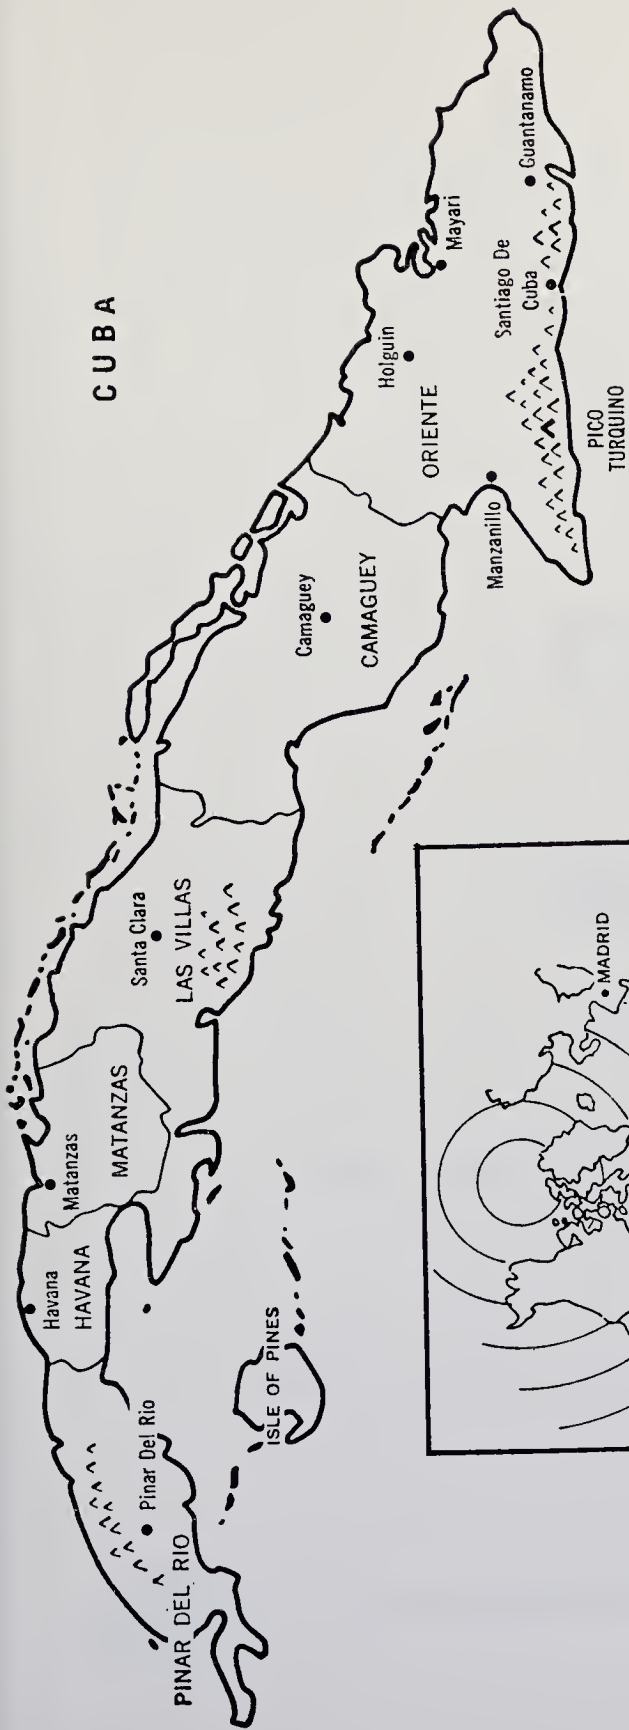 CUBA
Havana
HAVANA
Matanzas
MATANZAS
Pinar Del Rio
PINAR DEL RIO
ISLE OF PINES
Santa Clara
LAS VILLAS
Camaguey
CAMAGUEY
Holguin
ORIENTE
Mayari
Manzanillo
Santiago De
Cuba
Guantanamo
PICO
TURQUINO
MADRID